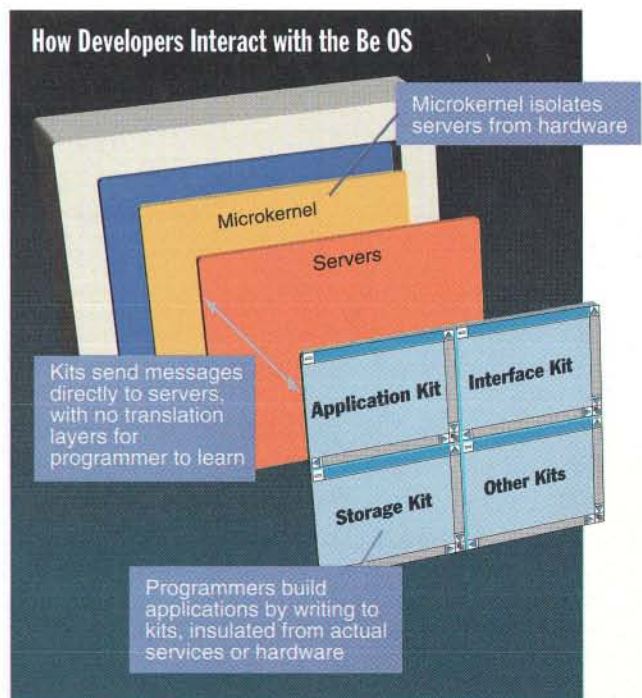 How Developers Interact with the Be OS
Microkernel isolates
servers from hardware
Microkernel
Servers
Kits send messages
directly to servers,
with no translation
layers for
programmer to learn
Application Kit
Interface Kit
Storage Kit
Other Kits
Programmers build
applications by writing to
kits, insulated from actual
services or hardware